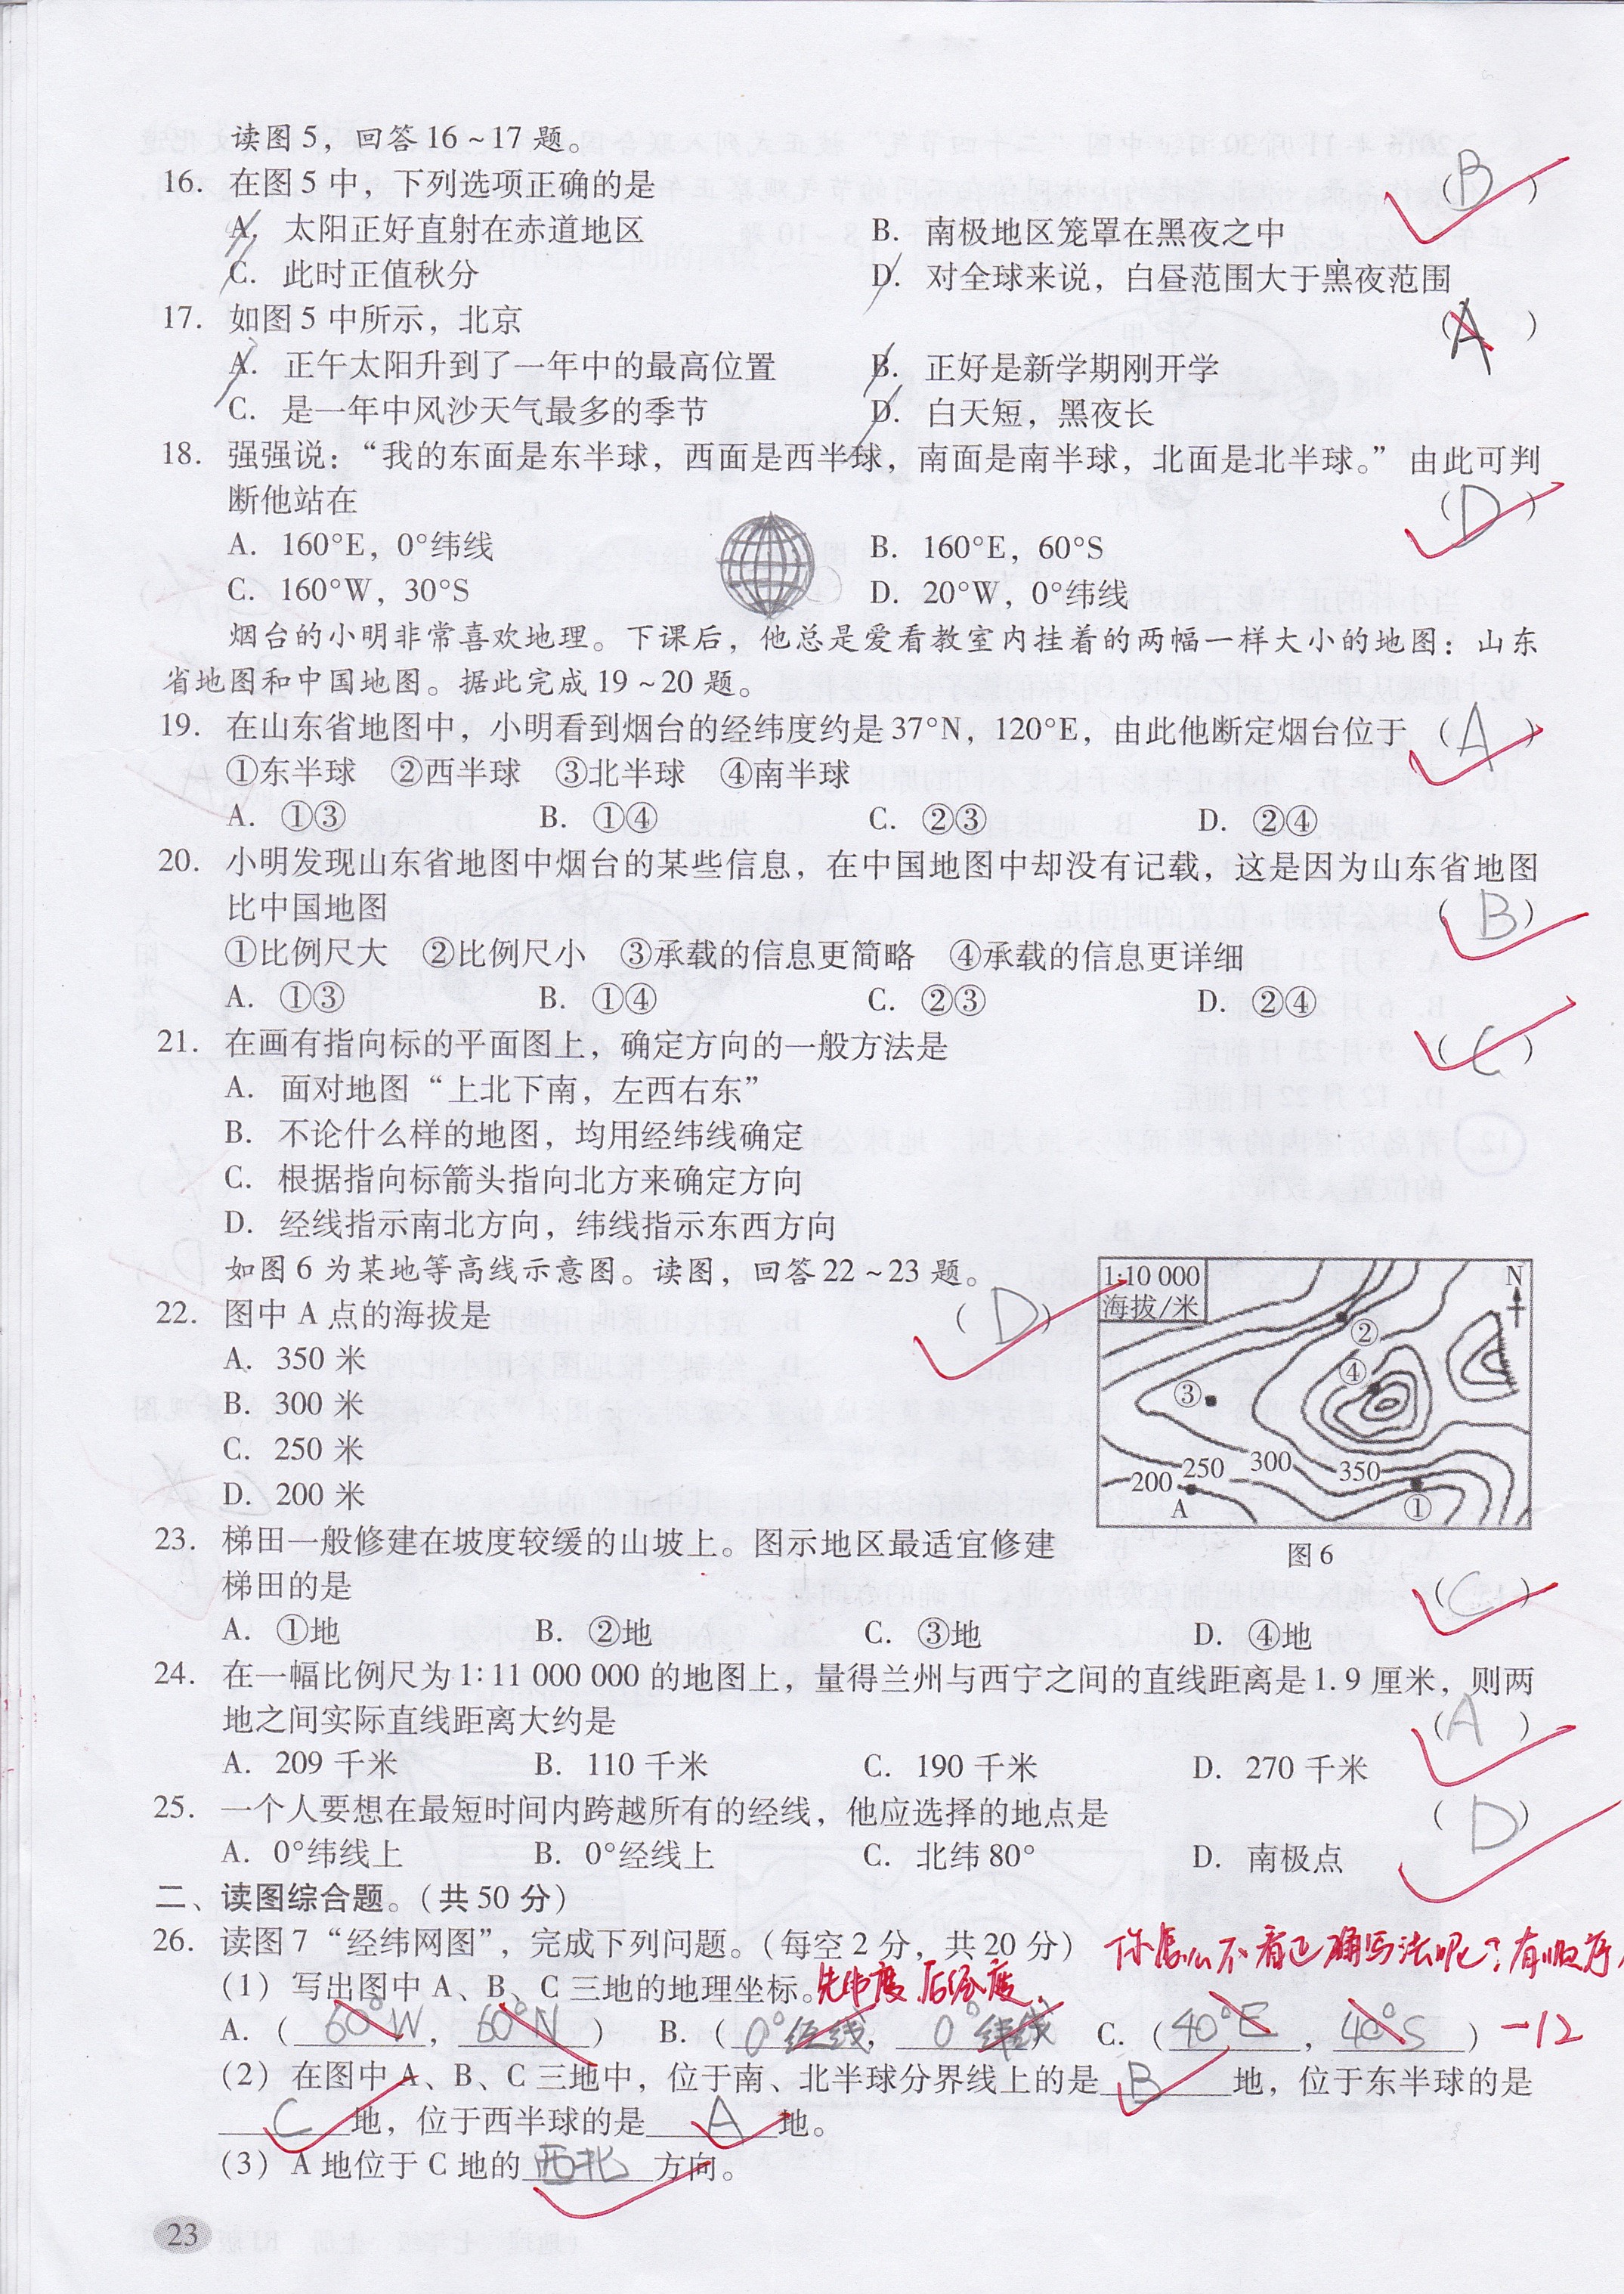 读图5，回答16~17题。
16. 在图5中，下列选项正确的是 （B）
A. 太阳正好直射在赤道地区 B. 南极地区笼罩在黑夜之中
C. 此时正值秋分 D. 对全球来说，白昼范围大于黑夜范围
17. 如图5中所示，北京 （A）
A. 正午太阳升到了一年中的最高位置 B. 正好是新学期刚开学
C. 是一年中风沙天气最多的季节 D. 白天短，黑夜长
18. 强强说：“我的东面是东半球，西面是西半球，南面是南半球，北面是北半球。”由此可判
断他站在 （D）
A. 160°E，0°纬线 B. 160°E，60°S
C. 160°W，30°S D. 20°W，0°纬线
烟台的小明非常喜欢地理。下课后，他总是爱看教室内挂着的两幅一样大小的地图：山东
省地图和中国地图。据此完成19~20题。
19. 在山东省地图中，小明看到烟台的经纬度约是37°N，120°E，由此他断定烟台位于 （A）
①东半球 ②西半球 ③北半球 ④南半球
A. ①③ B. ①④ C. ②③ D. ②④
20. 小明发现山东省地图中烟台的某些信息，在中国地图中却没有记载，这是因为山东省地图
比中国地图 （B）
①比例尺大 ②比例尺小 ③承载的信息更简略 ④承载的信息更详细
A. ①③ B. ①④ C. ②③ D. ②④
21. 在画有指向标的平面图上，确定方向的一般方法是 （C）
A. 面对地图“上北下南，左西右东”
B. 不论什么样的地图，均用经纬线确定
C. 根据指向标箭头指向北方来确定方向
D. 经线指示南北方向，纬线指示东西方向
如图6为某地等高线示意图。读图，回答22~23题。
22. 图中A点的海拔是 （D）
A. 350米
B. 300米
C. 250米
D. 200米
1:10 000
海拔/米
N
②
④
③
200 250 300 350
A ①
图6
23. 梯田一般修建在坡度较缓的山坡上。图示地区最适宜修建
梯田的是 （C）
A. ①地 B. ②地 C. ③地 D. ④地
24. 在一幅比例尺为1:11 000 000的地图上，量得兰州与西宁之间的直线距离是1.9厘米，则两
地之间实际直线距离大约是 （A）
A. 209千米 B. 110千米 C. 190千米 D. 270千米
25. 一个人要想在最短时间内跨越所有的经线，他应选择的地点是 （D）
A. 0°纬线上 B. 0°经线上 C. 北纬80° D. 南极点
二、读图综合题。（共50分）
26. 读图7“经纬网图”，完成下列问题。（每空2分，共20分） 你怎么不看正确写法呢？有顺序
（1）写出图中A、B、C三地的地理坐标。先纬度，后经度.
A.（60°W，60°N） B.（0°经线，0°纬线 C.（40°E，40°S） -12
（2）在图中A、B、C三地中，位于南、北半球分界线上的是B地，位于东半球的是
C地，位于西半球的是A地。
（3）A地位于C地的西北方向。
23